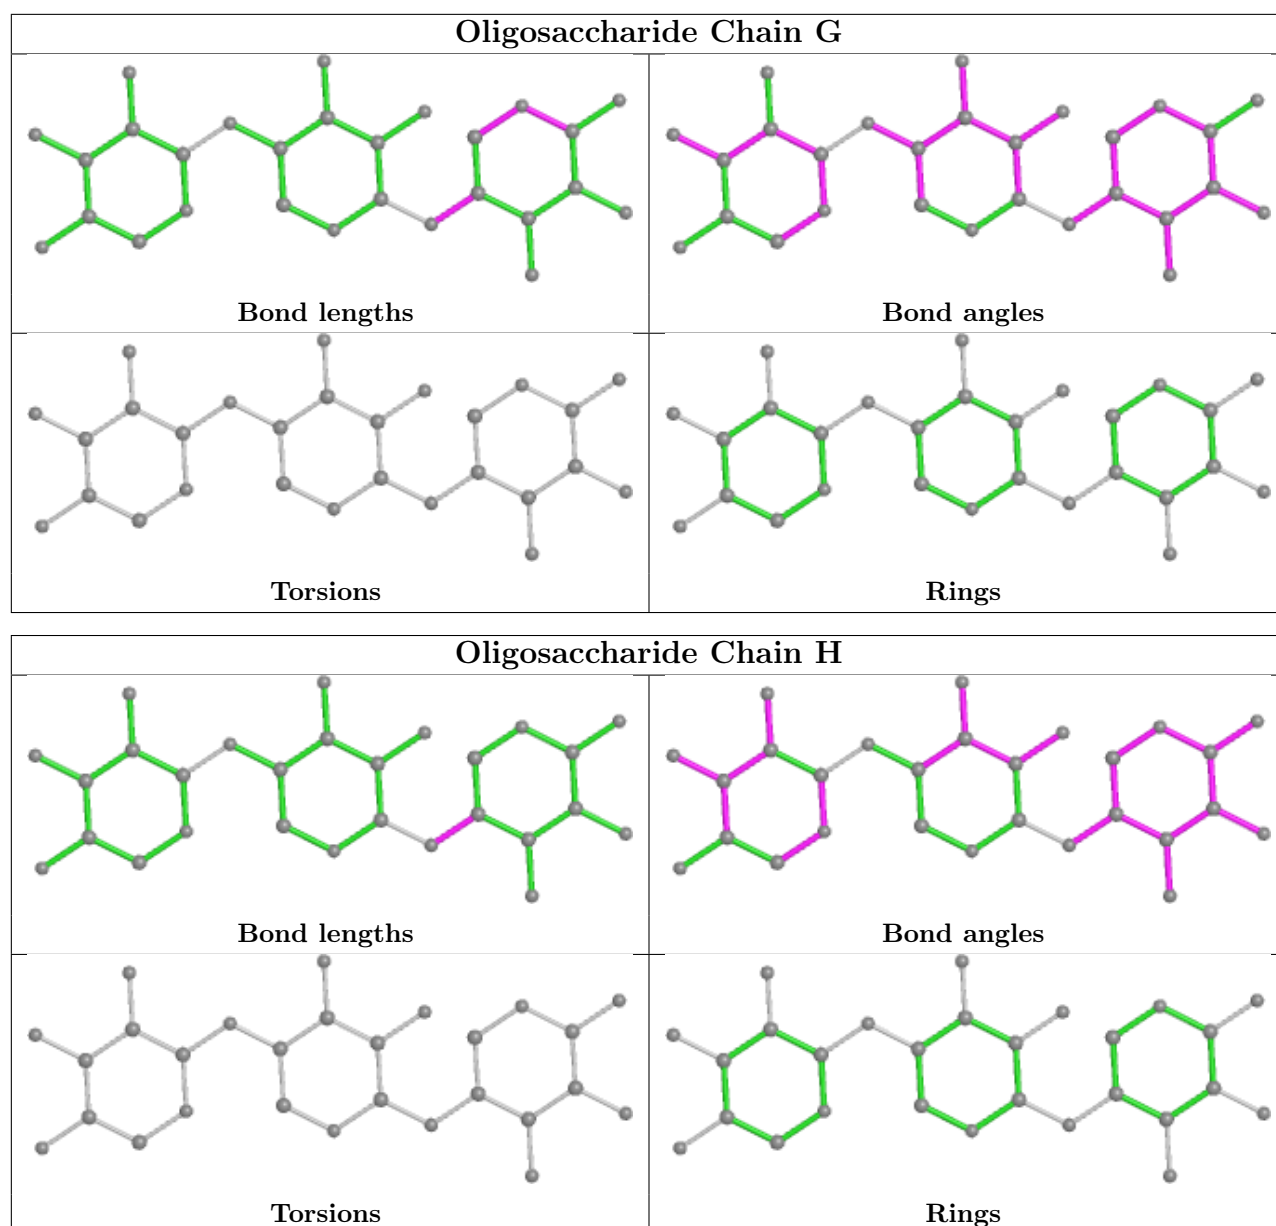 Oligosaccharide Chain G
Bond lengths
Bond angles
Torsions
Rings
Oligosaccharide Chain H
Bond lengths
Bond angles
Torsions
Rings